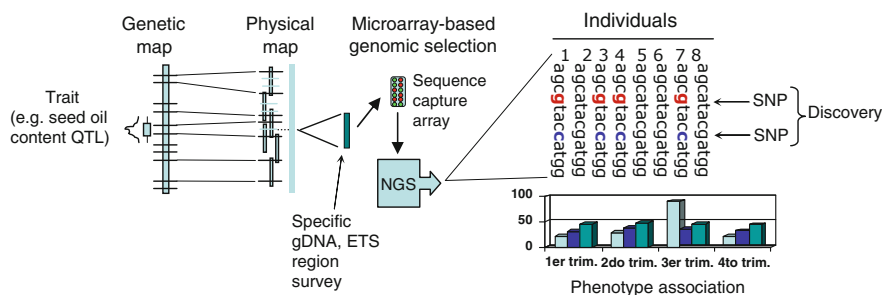 Genetic
map
Physical
map
Microarray-based
genomic selection
Individuals
Trait
(e.g. seed oil
content QTL)
Sequence
capture
array
NGS
Specific
gDNA, ETS
region
survey
1 2 3 4 5 6 7 8
agcgtaccatgg
agcatacgatgg
agcgtaccatgg
agcgtaccatgg
agcatacgatgg
agcatacgatgg
agcgtaccatgg
agcatacgatgg
SNP
SNP
Discovery
100
50
0
1er trim. 2do trim. 3er trim. 4to trim.
Phenotype association